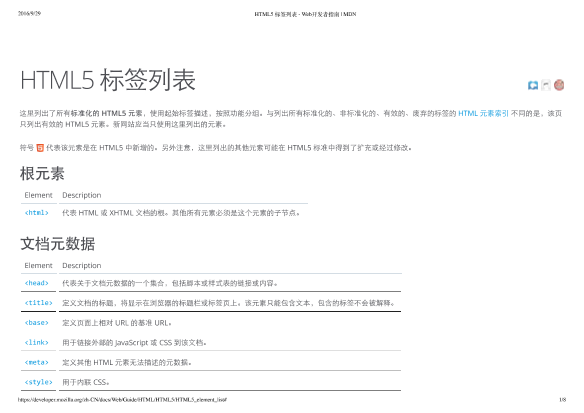 2016/9/29
HTML5 标签列表 - Web开发者指南 | MDN
HTML5 标签列表
这里列出了所有标准化的 HTML5 元素，使用起始标签描述，按照功能分组。与列出所有标准化的、非标准化的、有效的、废弃的标签的 HTML 元素索引 不同的是，该页
只列出有效的 HTML5 元素。新网站应当只使用这里列出的元素。
符号 代表该元素是在 HTML5 中新增的。另外注意，这里列出的其他元素可能在 HTML5 标准中得到了扩充或经过修改。
根元素
Element Description
<html> 代表 HTML 或 XHTML 文档的根。其他所有元素必须是这个元素的子节点。
文档元数据
Element Description
<head> 代表关于文档元数据的一个集合，包括脚本或样式表的链接或内容。
<title> 定义文档的标题，将显示在浏览器的标题栏或标签页上。该元素只能包含文本，包含的标签不会被解释。
<base> 定义页面上相对 URL 的基准 URL。
<link> 用于链接外部的 JavaScript 或 CSS 到该文档。
<meta> 定义其他 HTML 元素无法描述的元数据。
<style> 用于内联 CSS。
https://developer.mozilla.org/zh-CN/docs/Web/Guide/HTML/HTML5/HTML5_element_list#
1/8